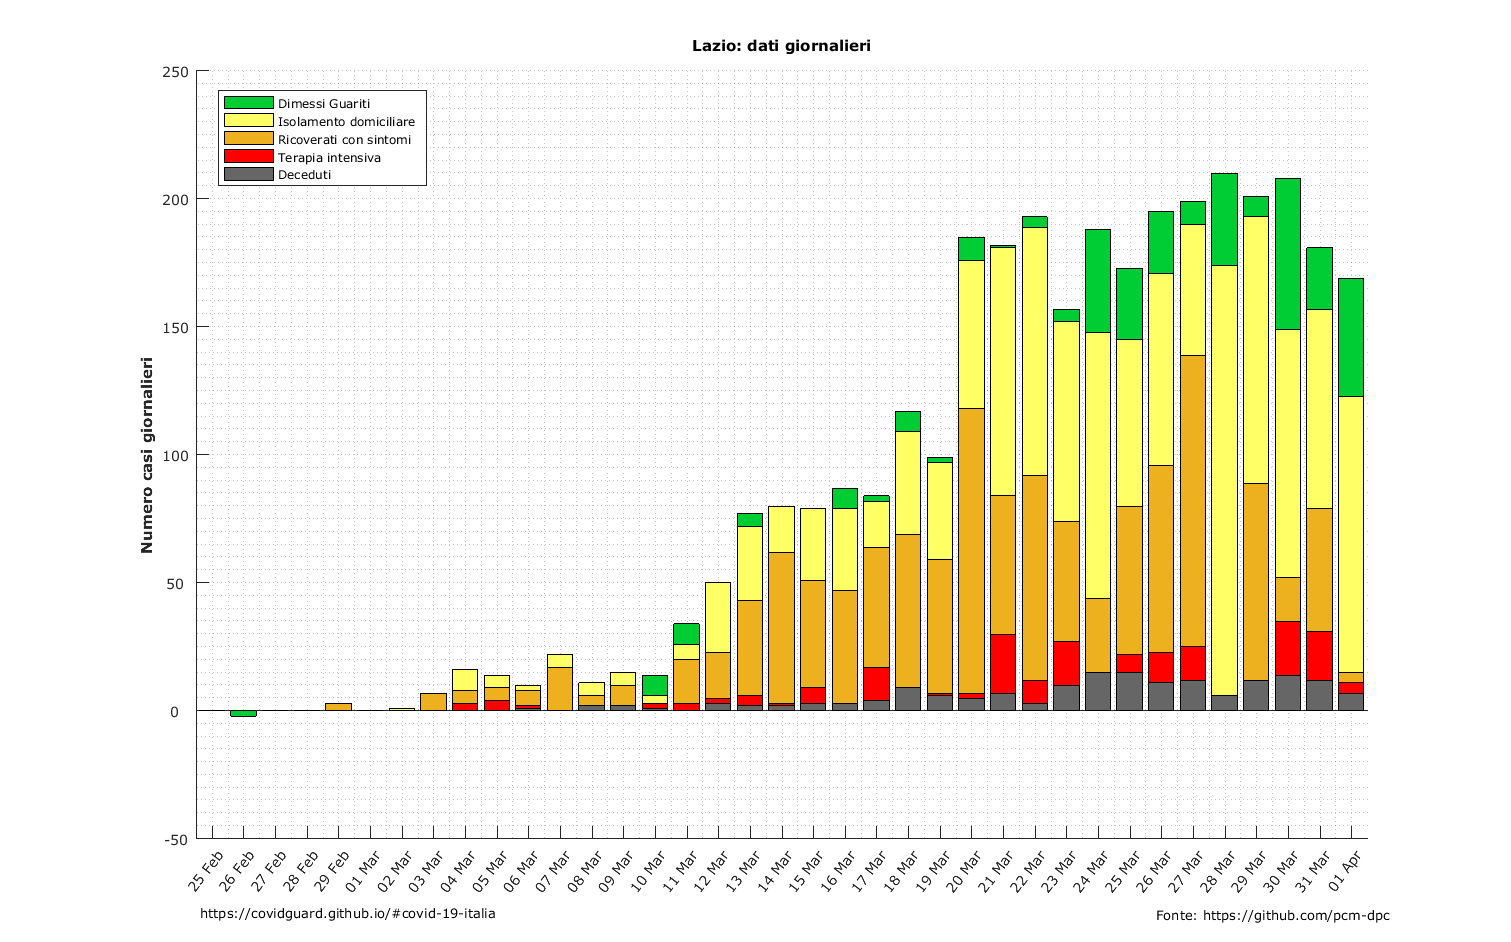 Lazio: dati giornalieri
250
200
150
100
50
0
-50
Numero casi giornalieri
Dimessi Guariti
Isolamento domiciliare
Ricoverati con sintomi
Terapia intensiva
Deceduti
25 Feb
26 Feb
27 Feb
28 Feb
29 Feb
01 Mar
02 Mar
03 Mar
04 Mar
05 Mar
06 Mar
07 Mar
08 Mar
09 Mar
10 Mar
11 Mar
12 Mar
13 Mar
14 Mar
15 Mar
16 Mar
17 Mar
18 Mar
19 Mar
20 Mar
21 Mar
22 Mar
23 Mar
24 Mar
25 Mar
26 Mar
27 Mar
28 Mar
29 Mar
30 Mar
31 Mar
01 Apr
https://covidguard.github.io/#covid-19-italia
Fonte: https://github.com/pcm-dpc